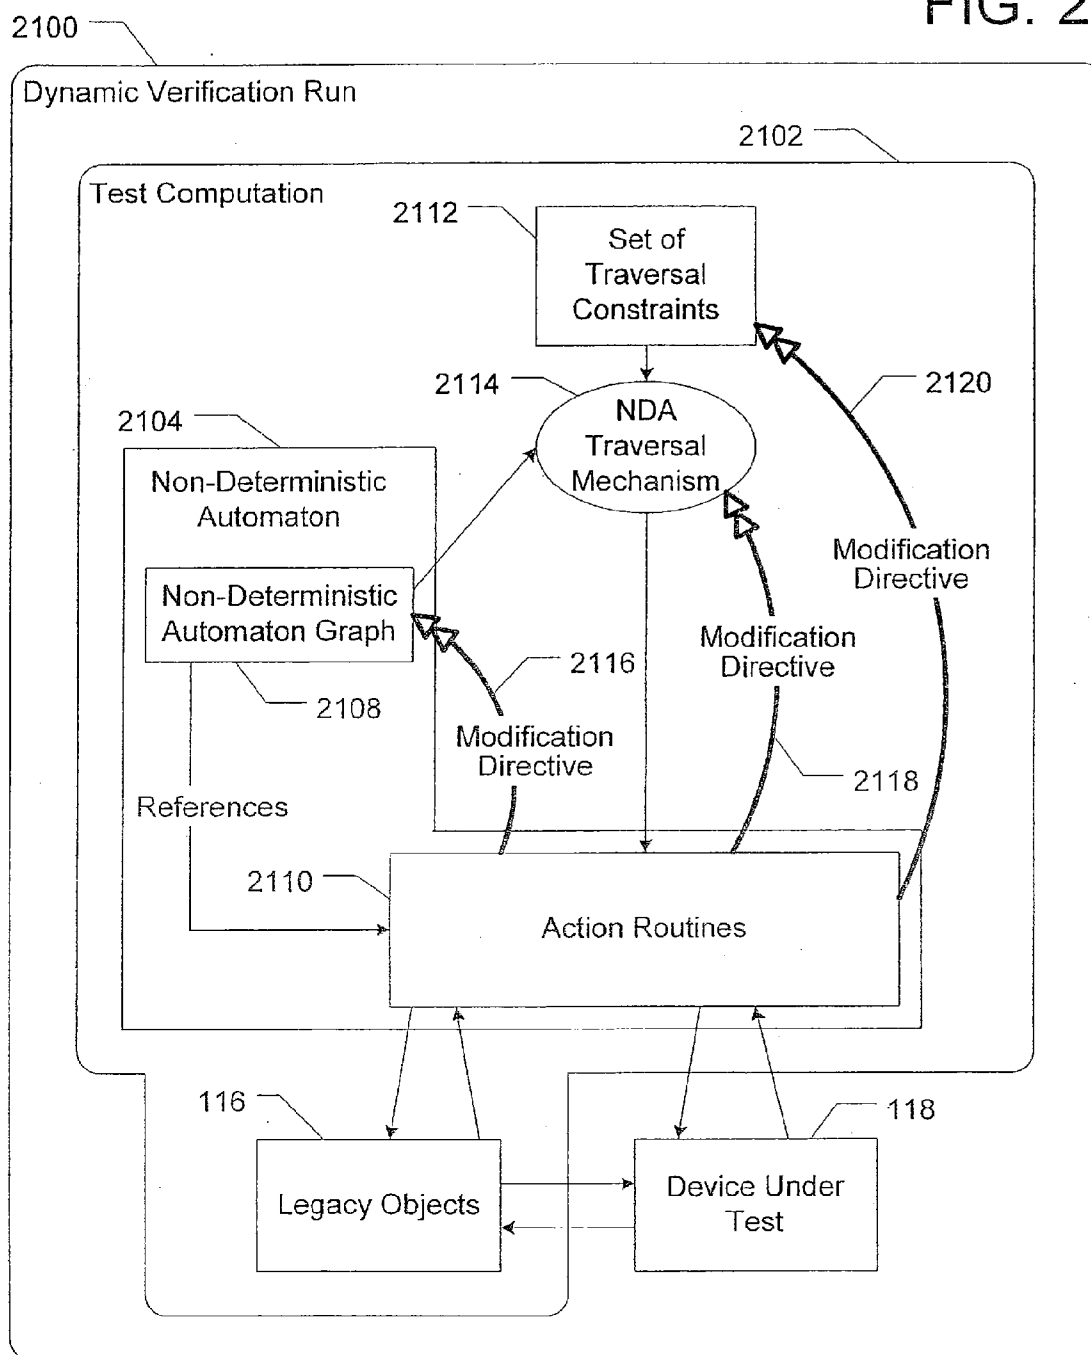 FIG. 2
2100
Dynamic Verification Run
2102
Test Computation
2112
Set of
Traversal
Constraints
2114
NDA
Traversal
Mechanism
2120
2104
Non-Deterministic
Automaton
Modification
Directive
Non-Deterministic
Automaton Graph
2116
Modification
Directive
2108
Modification
Directive
2118
References
2110
Action Routines
116
118
Legacy Objects
Device Under
Test